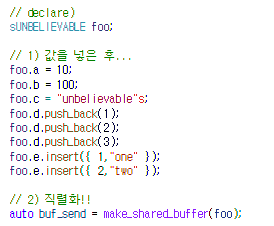 // declare)
sUNBELIEVABLE foo;
// 1) 값을 넣은 후...
foo.a = 10;
foo.b = 100;
foo.c = "unbelievable"s;
foo.d.push_back(1);
foo.d.push_back(2);
foo.d.push_back(3);
foo.e.insert({ 1,"one" });
foo.e.insert({ 2,"two" });
// 2) 직렬화!!
auto buf_send = make_shared_buffer(foo);